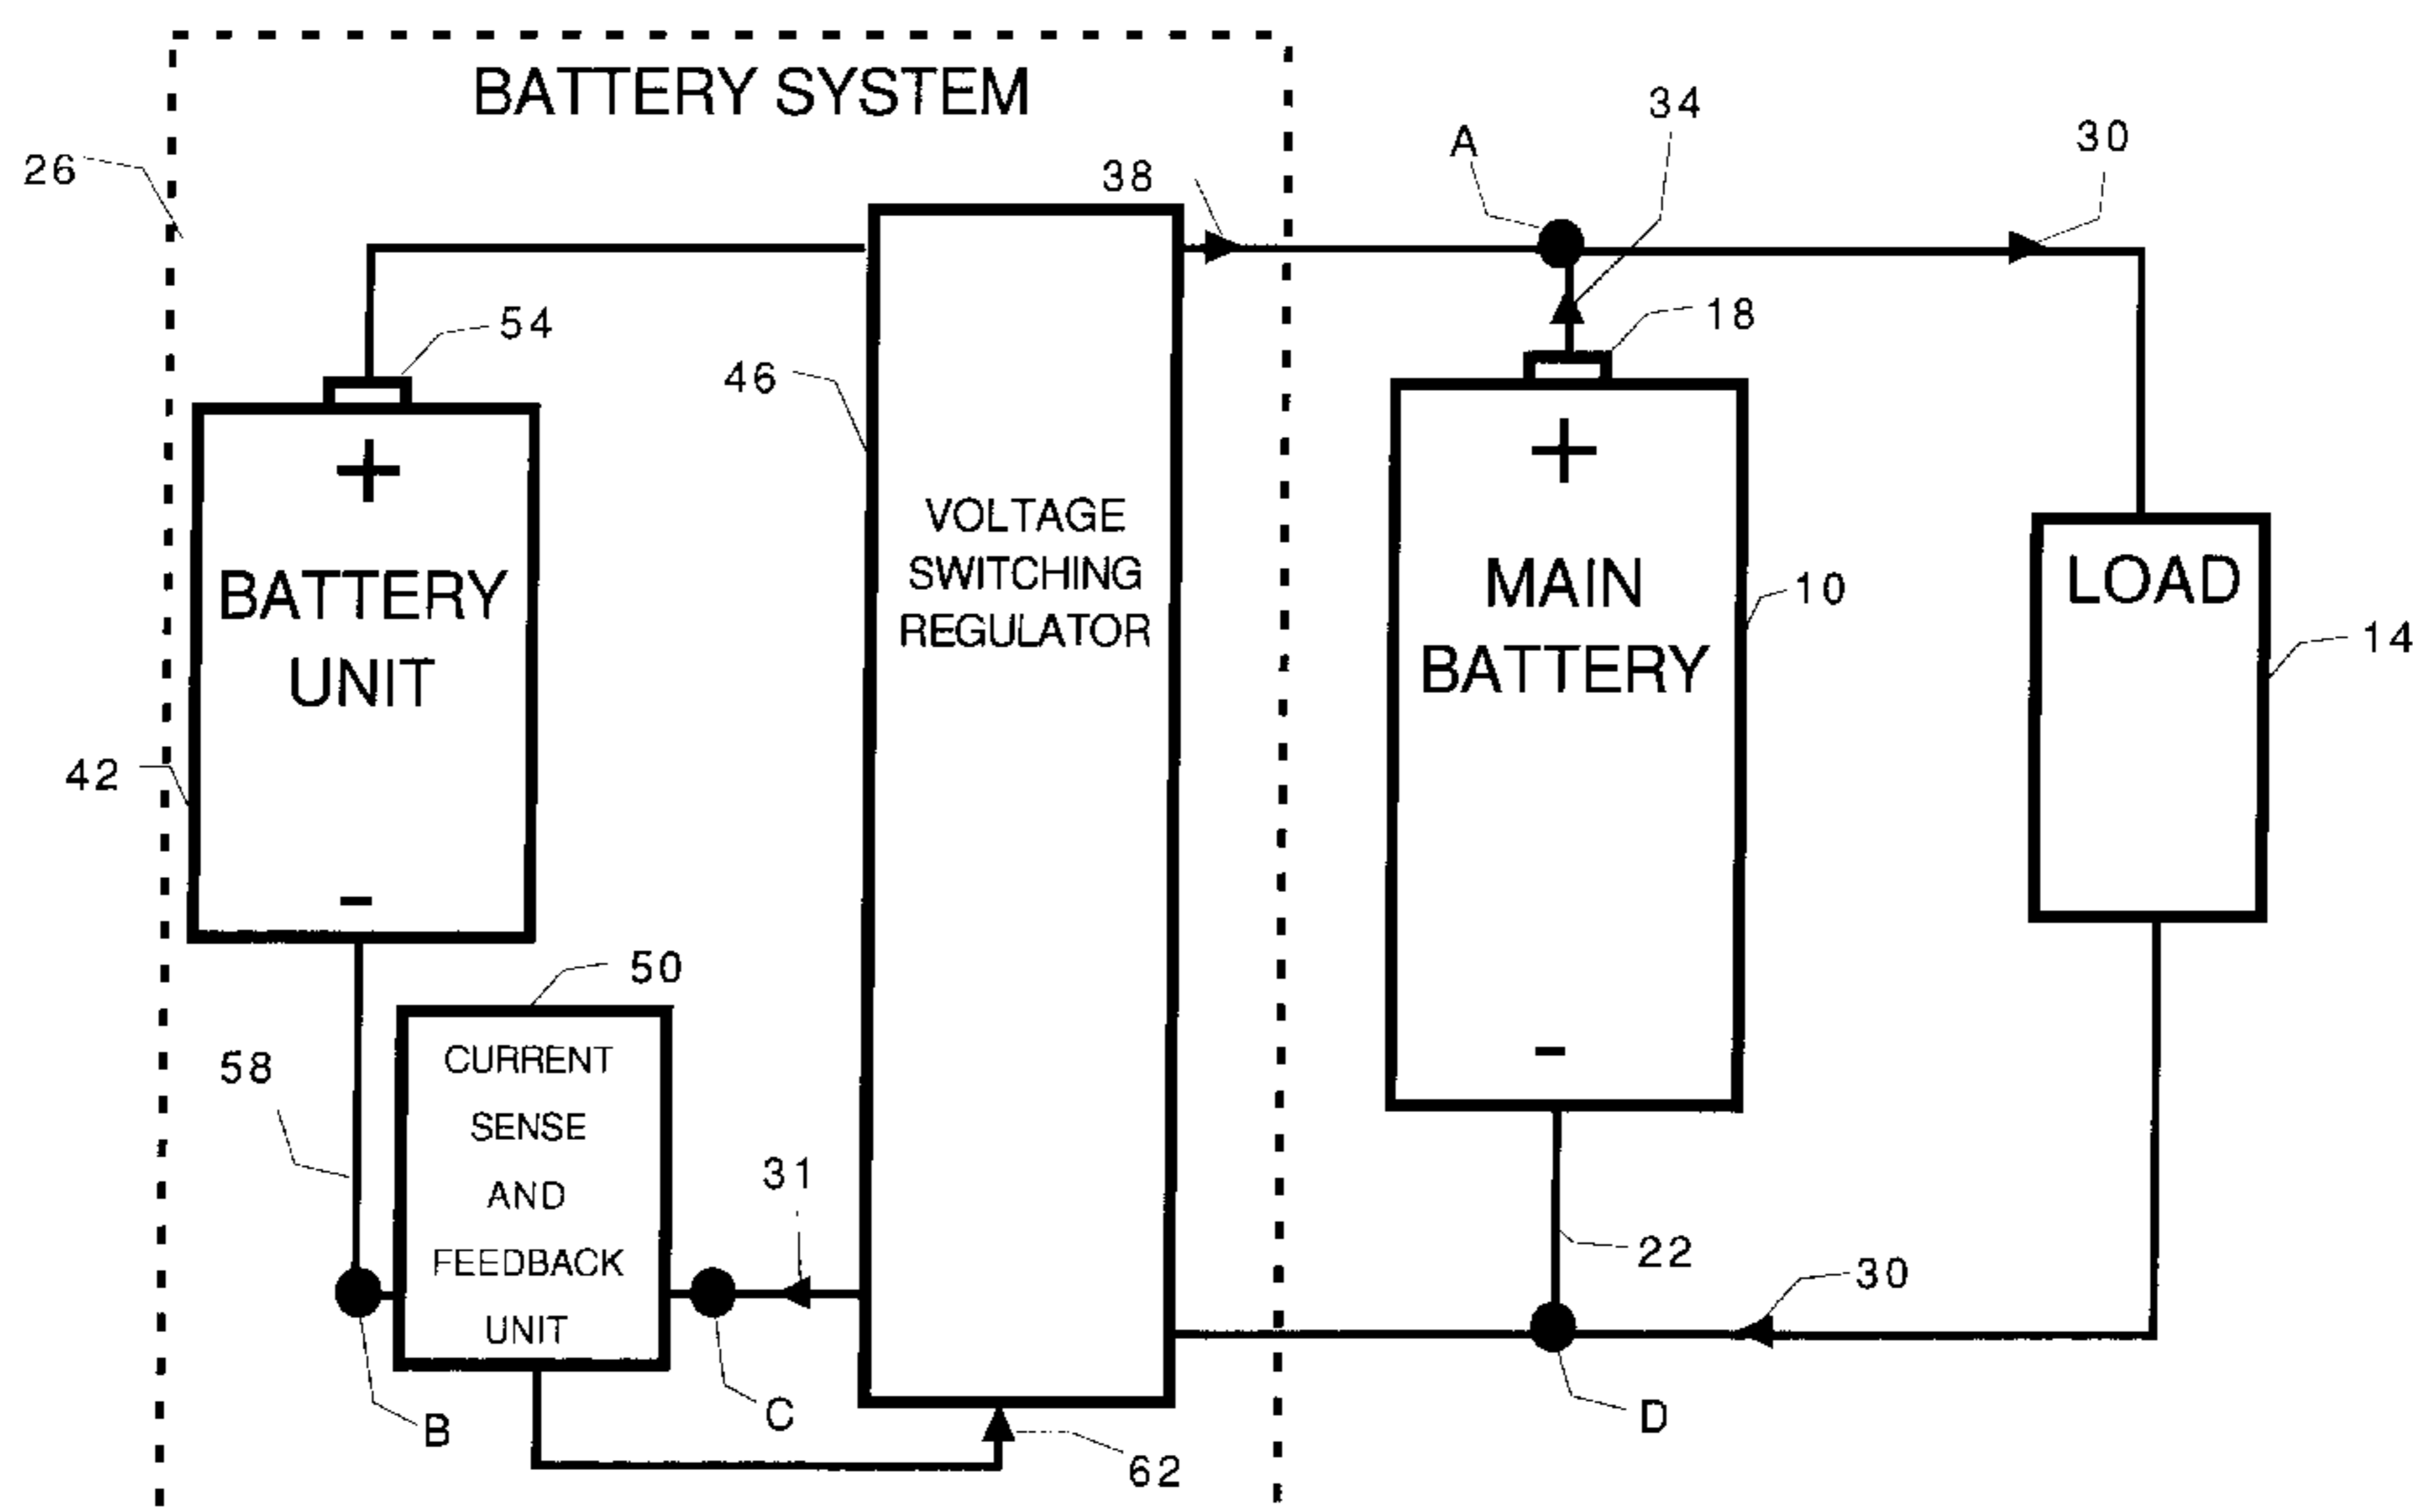 BATTERY SYSTEM
26
38
A
34
30
54
46
18
+
BATTERY
UNIT
42
-
VOLTAGE
SWITCHING
REGULATOR
+
MAIN
BATTERY
10
-
LOAD
14
50
58
CURRENT
SENSE
AND
FEEDBACK
UNIT
31
22
30
B
C
D
62